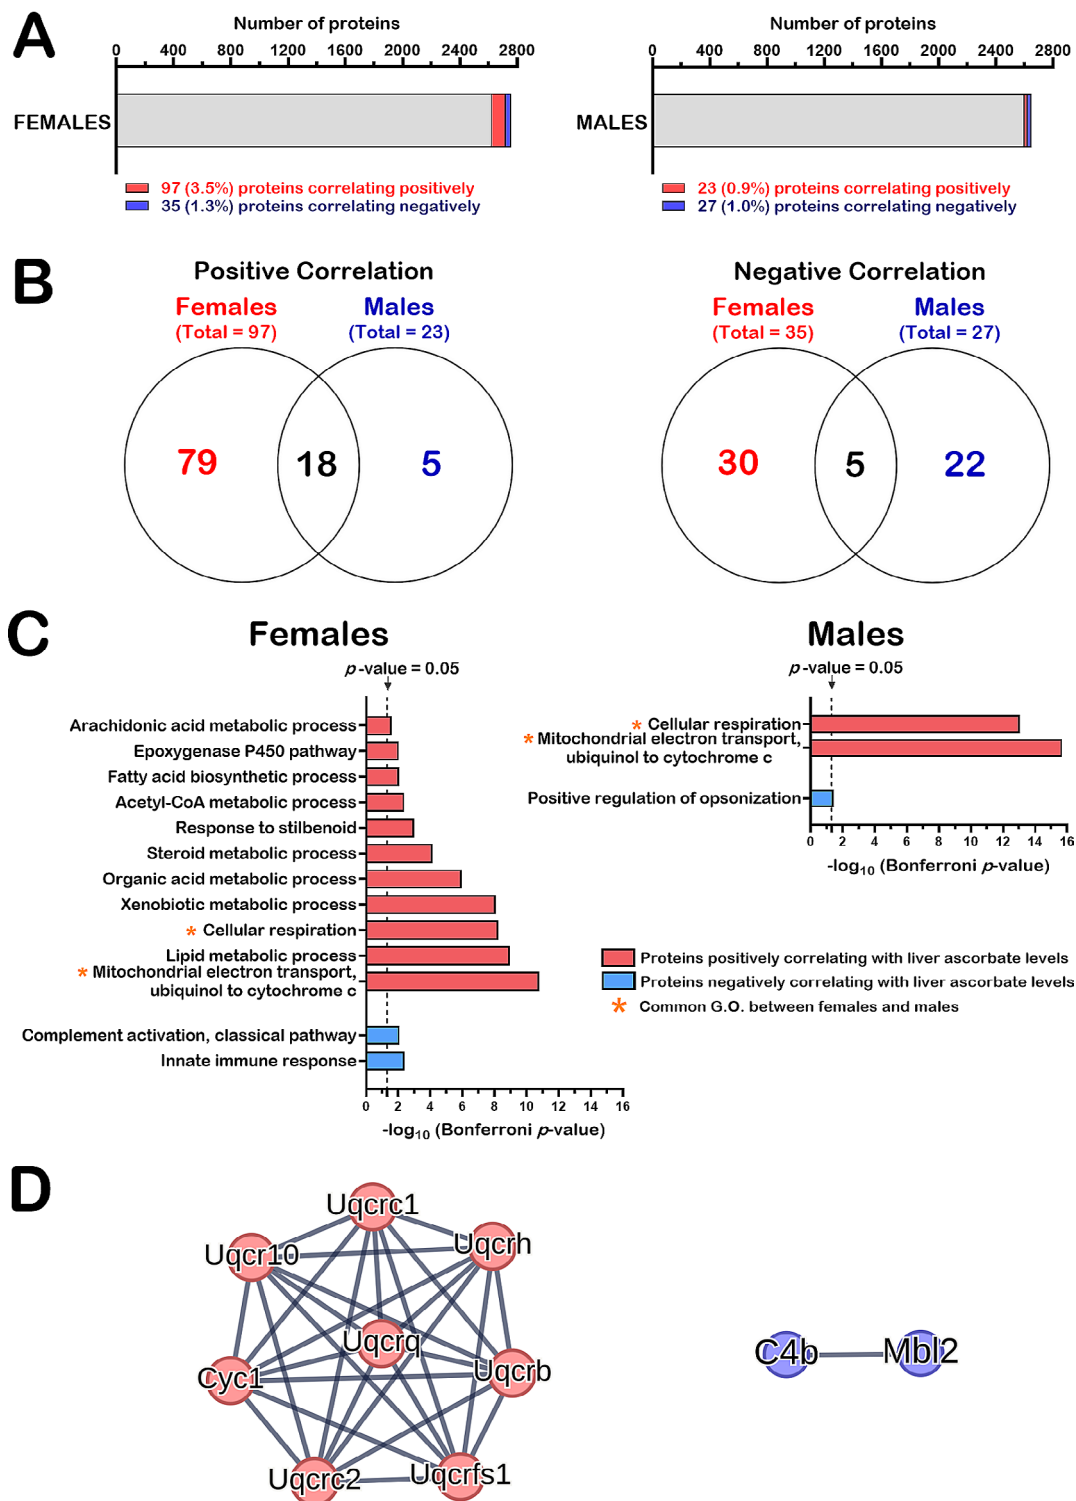 A
Number of proteins
0 400 800 1200 1600 2000 2400 2800
FEMALES
97 (3.5%) proteins correlating positively
35 (1.3%) proteins correlating negatively
Number of proteins
0 400 800 1200 1600 2000 2400 2800
MALES
23 (0.9%) proteins correlating positively
27 (1.0%) proteins correlating negatively
B
Positive Correlation
Females
(Total = 97)
Males
(Total = 23)
79
18
5
Negative Correlation
Females
(Total = 35)
Males
(Total = 27)
30
5
22
C
Females
p-value = 0.05
Arachidonic acid metabolic process
Epoxygenase P450 pathway
Fatty acid biosynthetic process
Acetyl-CoA metabolic process
Response to stilbenoid
Steroid metabolic process
Organic acid metabolic process
Xenobiotic metabolic process
* Cellular respiration
Lipid metabolic process
* Mitochondrial electron transport,
ubiquinol to cytochrome c
Complement activation, classical pathway
Innate immune response
0 2 4 6 8 10 12 14 16
-log10 (Bonferroni p-value)
Males
p-value = 0.05
* Cellular respiration
* Mitochondrial electron transport,
ubiquinol to cytochrome c
Positive regulation of opsonization
0 2 4 6 8 10 12 14 16
-log10 (Bonferroni p-value)
Proteins positively correlating with liver ascorbate levels
Proteins negatively correlating with liver ascorbate levels
* Common G.O. between females and males
D
Uqcrc1
Uqcr10
Uqcrh
Uqcrq
Cyc1
Uqcrb
Uqcrc2
Uqcrfs1
C4b
Mbl2